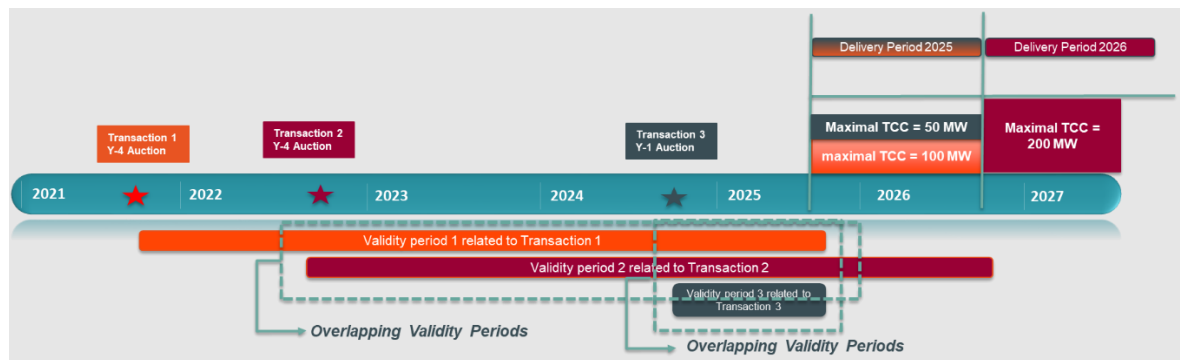 Delivery Period 2025
Delivery Period 2026
Transaction 1
Y-4 Auction
Transaction 2
Y-4 Auction
Transaction 3
Y-1 Auction
Maximal TCC = 50 MW
maximal TCC = 100 MW
Maximal TCC =
200 MW
2021
2022
2023
2024
2025
2026
2027
Validity period 1 related to Transaction 1
Validity period 2 related to Transaction 2
Validity period 3 related to
Transaction 3
Overlapping Validity Periods
Overlapping Validity Periods